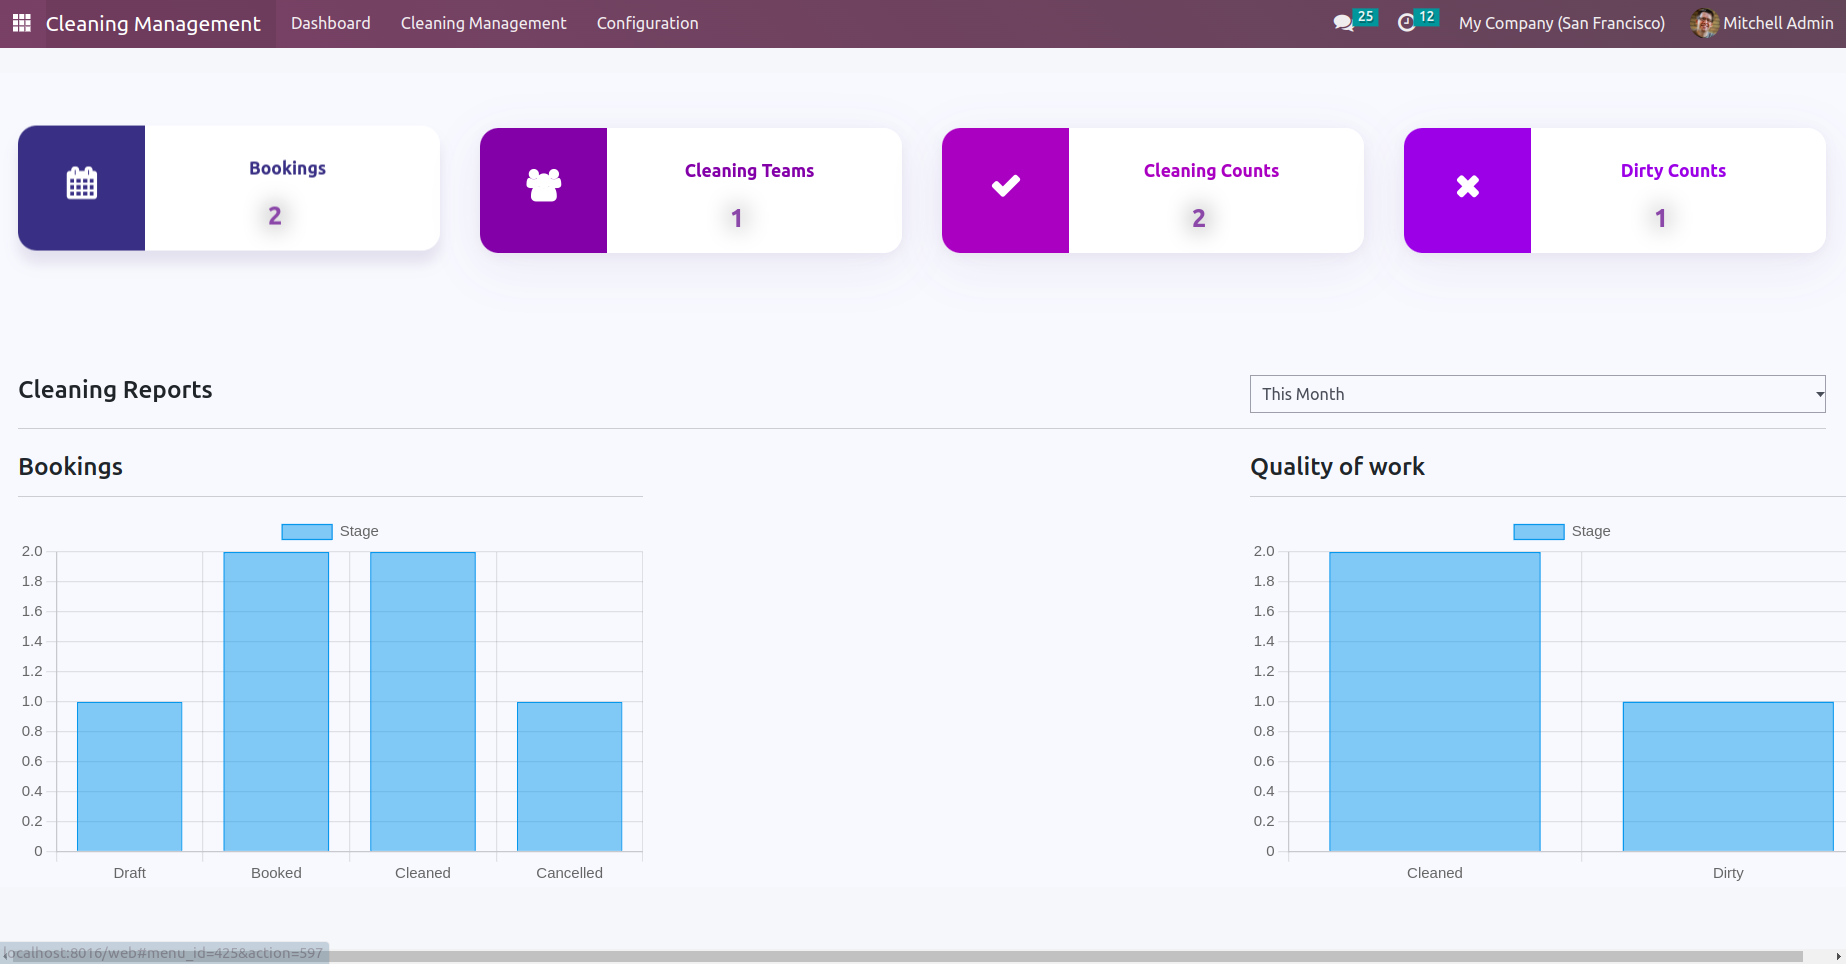 Cleaning Management
Dashboard
Cleaning Management
Configuration
25
12
My Company (San Francisco)
Mitchell Admin
Bookings
2
Cleaning Teams
1
Cleaning Counts
2
Dirty Counts
1
Cleaning Reports
This Month
Bookings
Stage
2.0
1.8
1.6
1.4
1.2
1.0
0.8
0.6
0.4
0.2
0
Draft
Booked
Cleaned
Cancelled
Quality of work
Stage
2.0
1.8
1.6
1.4
1.2
1.0
0.8
0.6
0.4
0.2
0
Cleaned
Dirty
localhost:8016/web#menu_id=425&action=597